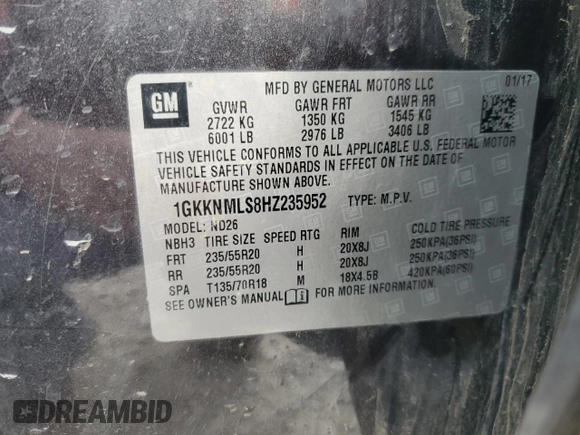 MFD BY GENERAL MOTORS LLC 01/17
GM
GVWR GAWR FRT GAWR RR
2722 KG 1350 KG 1545 KG
6001 LB 2976 LB 3406 LB
THIS VEHICLE CONFORMS TO ALL APPLICABLE U.S. FEDERAL MOTOR
VEHICLE SAFETY STANDARDS IN EFFECT ON THE DATE OF
MANUFACTURE SHOWN ABOVE.
1GKKNMLS8HZ235952 TYPE: M.P.V.
MODEL: ND26
NBH3 TIRE SIZE SPEED RTG RIM COLD TIRE PRESSURE
FRT 235/55R20 H 20X8J 250KPA(36PSI)
RR 235/55R20 H 20X8J 250KPA(36PSI)
SPA T135/70R18 M 18X4.5B 420KPA(60PSI)
SEE OWNER'S MANUAL FOR MORE INFORMATION.
DREAMBID